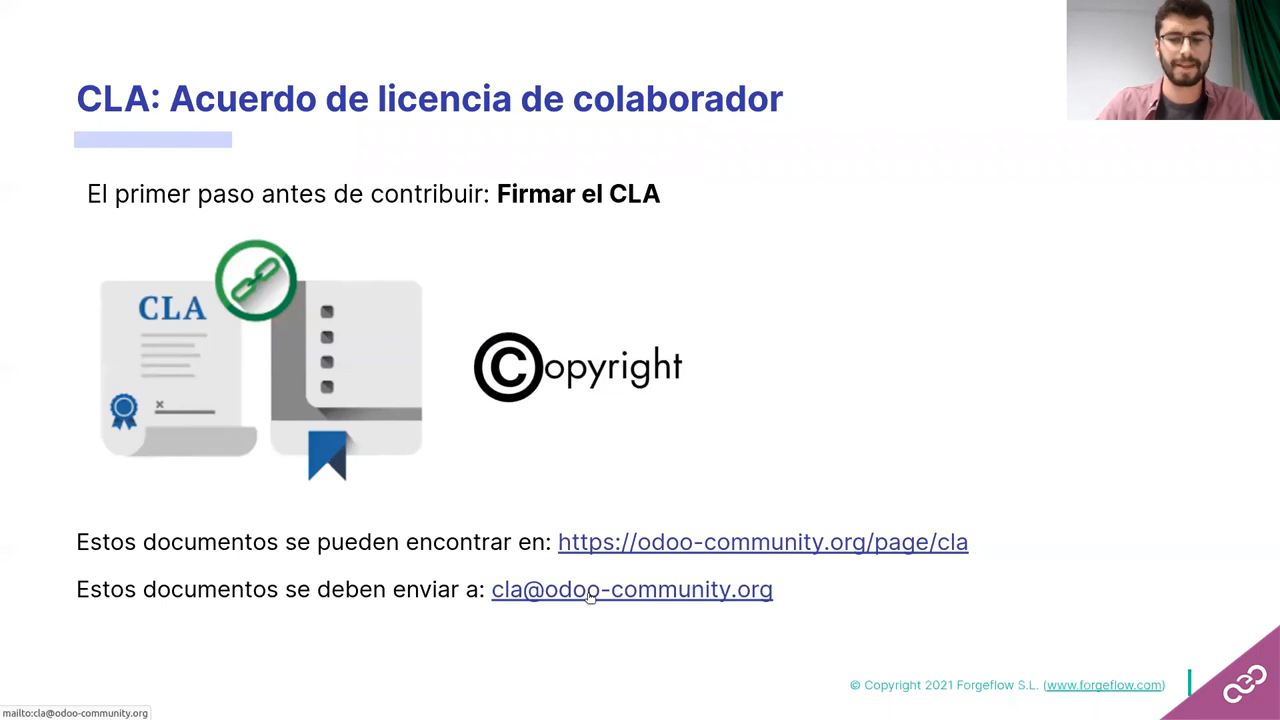 CLA: Acuerdo de licencia de colaborador
El primer paso antes de contribuir: Firmar el CLA
CLA
Copyright
Estos documentos se pueden encontrar en: https://odoo-community.org/page/cla
Estos documentos se deben enviar a: cla@odoo-community.org
© Copyright 2021 Forgeflow S.L. (www.forgeflow.com)
mailto:cla@odoo-community.org